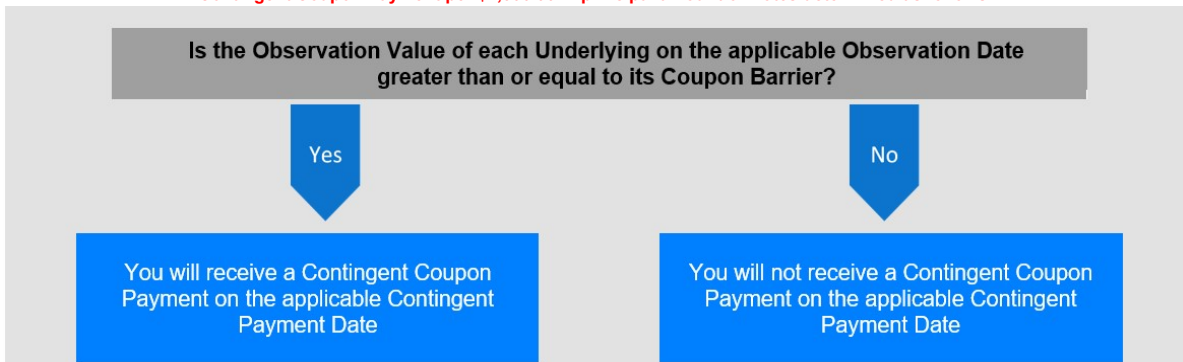 Is the Observation Value of each Underlying on the applicable Observation Date
greater than or equal to its Coupon Barrier?
Yes
No
You will receive a Contingent Coupon
Payment on the applicable Contingent
Payment Date
You will not receive a Contingent Coupon
Payment on the applicable Contingent
Payment Date